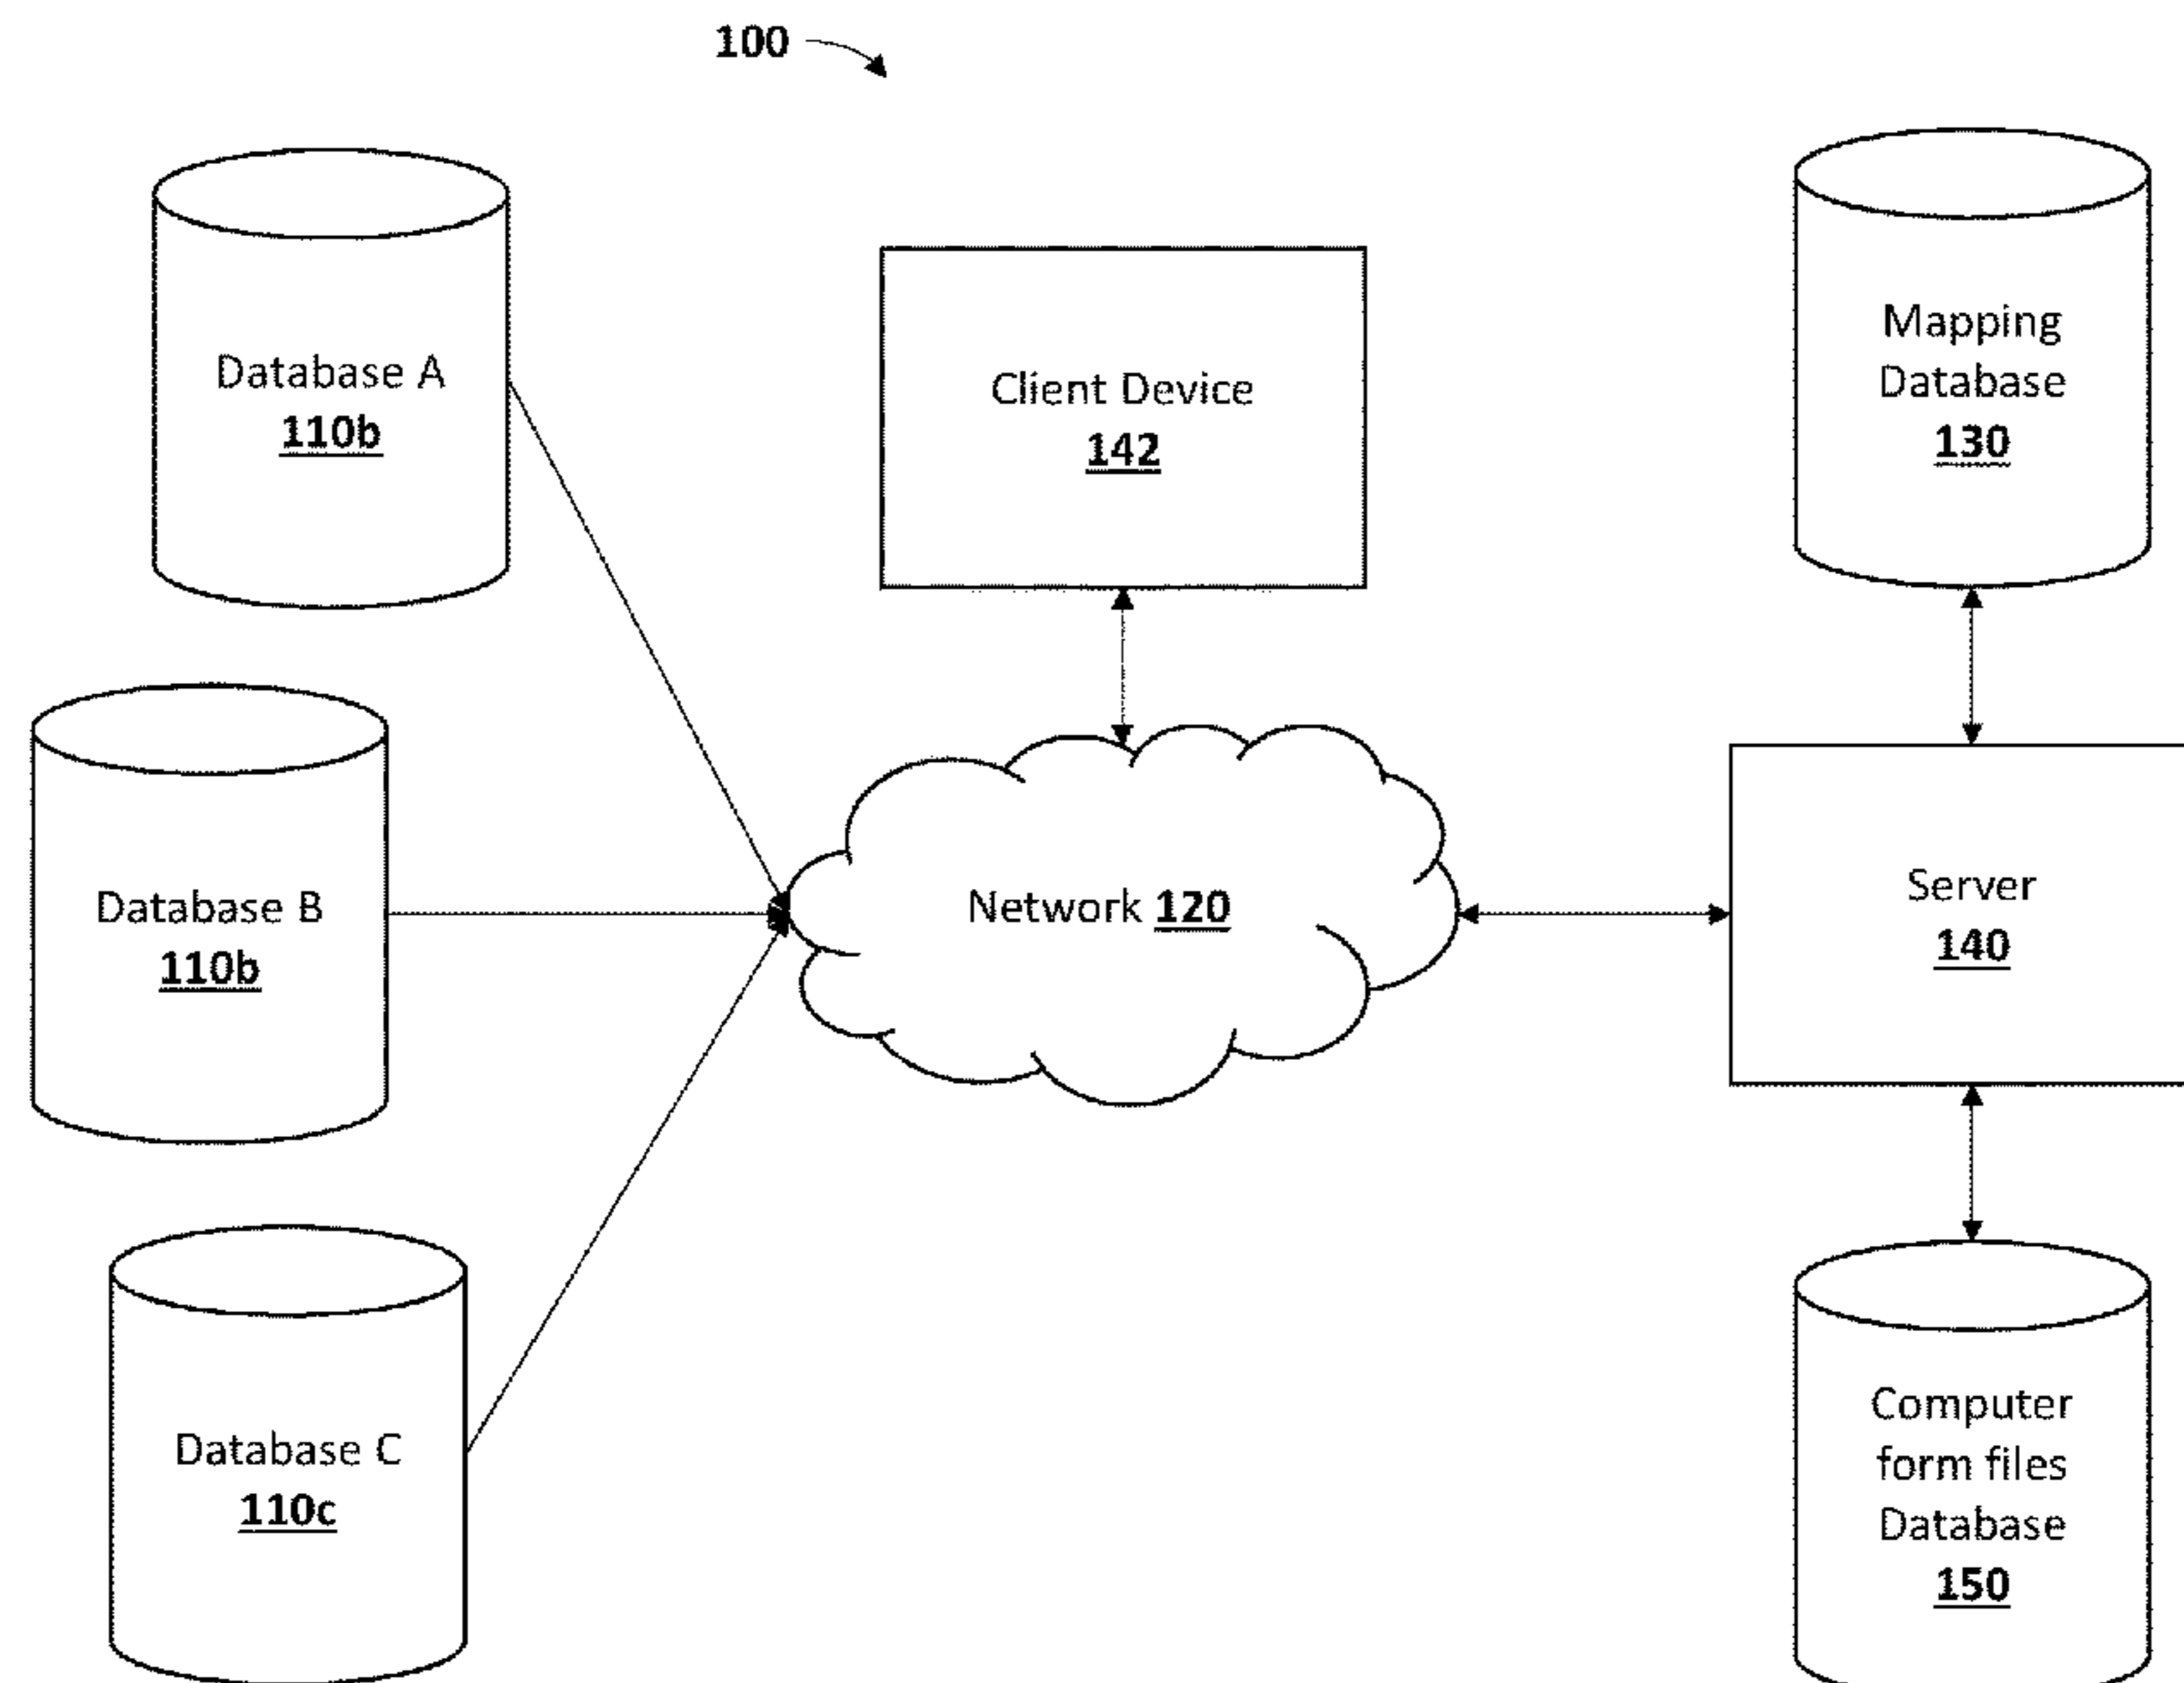 100
Database A
110b
Client Device
142
Mapping
Database
130
Database B
110b
Network 120
Server
140
Database C
110c
Computer
form files
Database
150